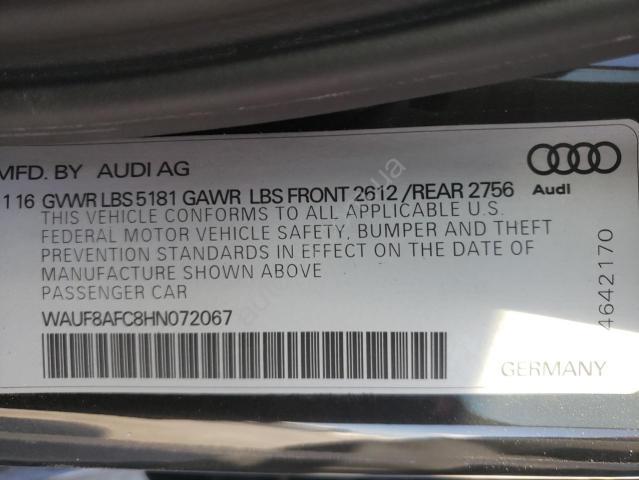 MFD. BY AUDI AG
116 GVWR LBS 5181 GAWR LBS FRONT 2612 /REAR 2756
THIS VEHICLE CONFORMS TO ALL APPLICABLE U.S.
FEDERAL MOTOR VEHICLE SAFETY, BUMPER AND THEFT
PREVENTION STANDARDS IN EFFECT ON THE DATE OF
MANUFACTURE SHOWN ABOVE
PASSENGER CAR
WAUF8AFC8HN072067
Audi
4642170
GERMANY